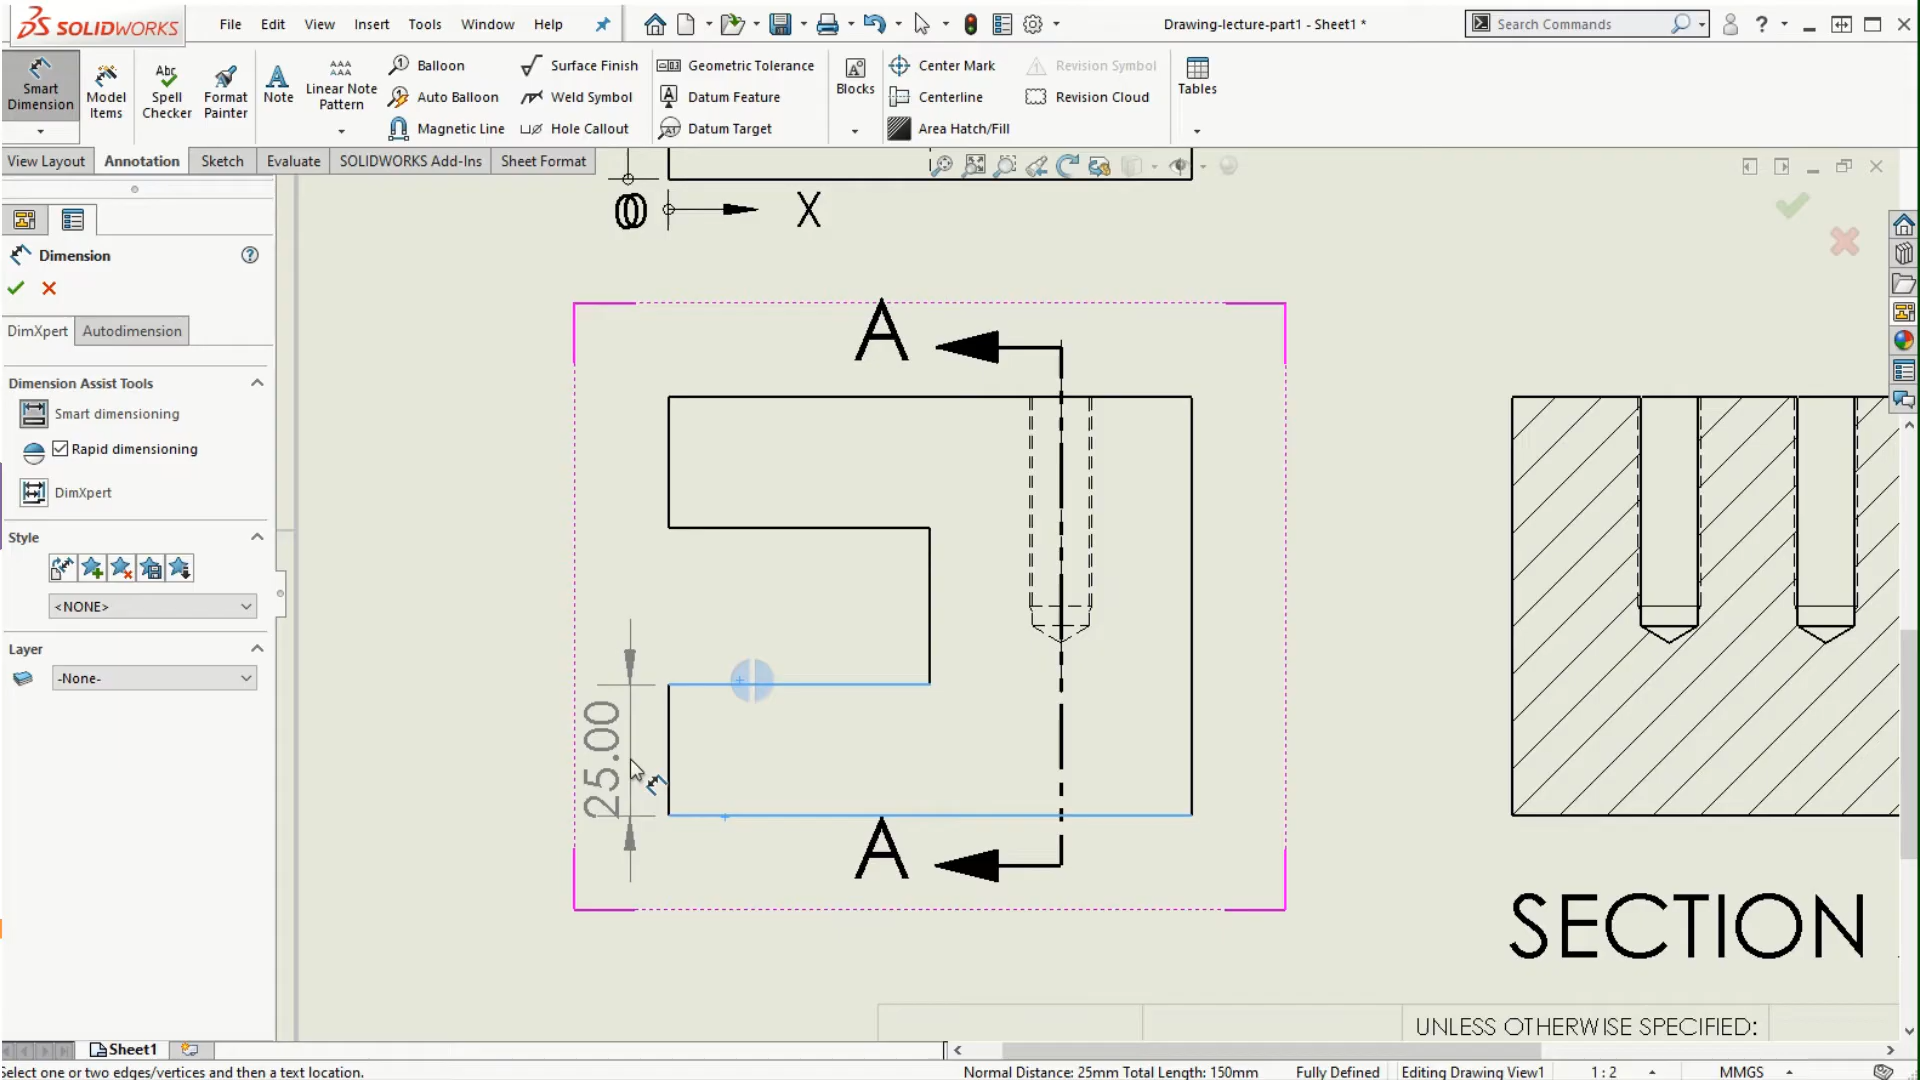 SOLIDWORKS
File Edit View Insert Tools Window Help
Drawing-lecture-part1 - Sheet1 *
Search Commands
Smart Dimension
Model Items
Abc
Spell Checker
Format Painter
A
Note
AAA
AAA
Linear Note Pattern
Balloon
Auto Balloon
Magnetic Line
Surface Finish
Weld Symbol
Hole Callout
Geometric Tolerance
Datum Feature
Datum Target
Blocks
Center Mark
Centerline
Area Hatch/Fill
Revision Symbol
Revision Cloud
Tables
View Layout Annotation Sketch Evaluate SOLIDWORKS Add-Ins Sheet Format
Dimension
DimXpert Autodimension
Dimension Assist Tools
Smart dimensioning
Rapid dimensioning
DimXpert
Style
<NONE>
Layer
-None-
0 0
X
A
25.00
A
SECTION
UNLESS OTHERWISE SPECIFIED:
Sheet1
Select one or two edges/vertices and then a text location.
Normal Distance: 25mm Total Length: 150mm
Fully Defined
Editing Drawing View1
1 : 2
MMGS